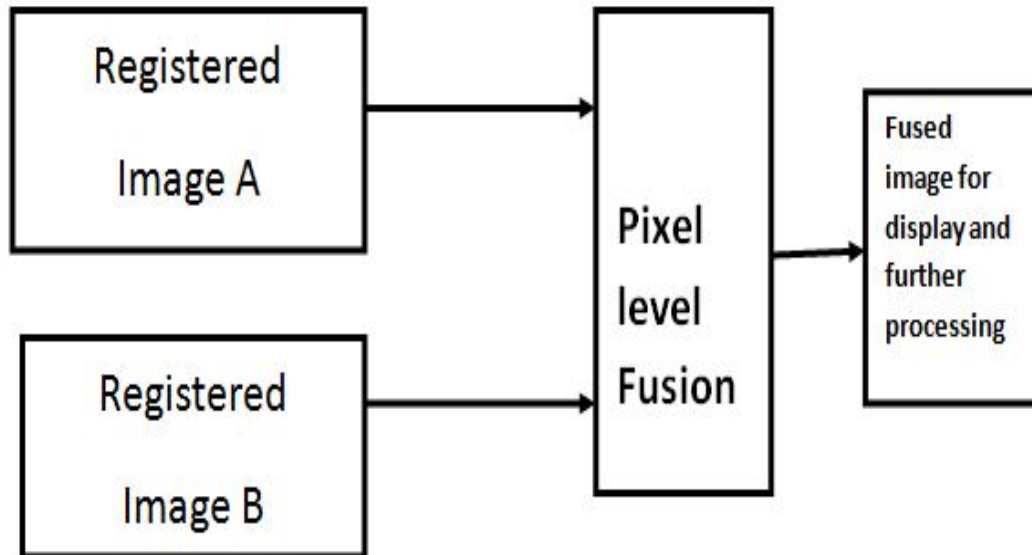 Registered
Image A
Registered
Image B
Pixel
level
Fusion
Fused
image for
display and
further
processing